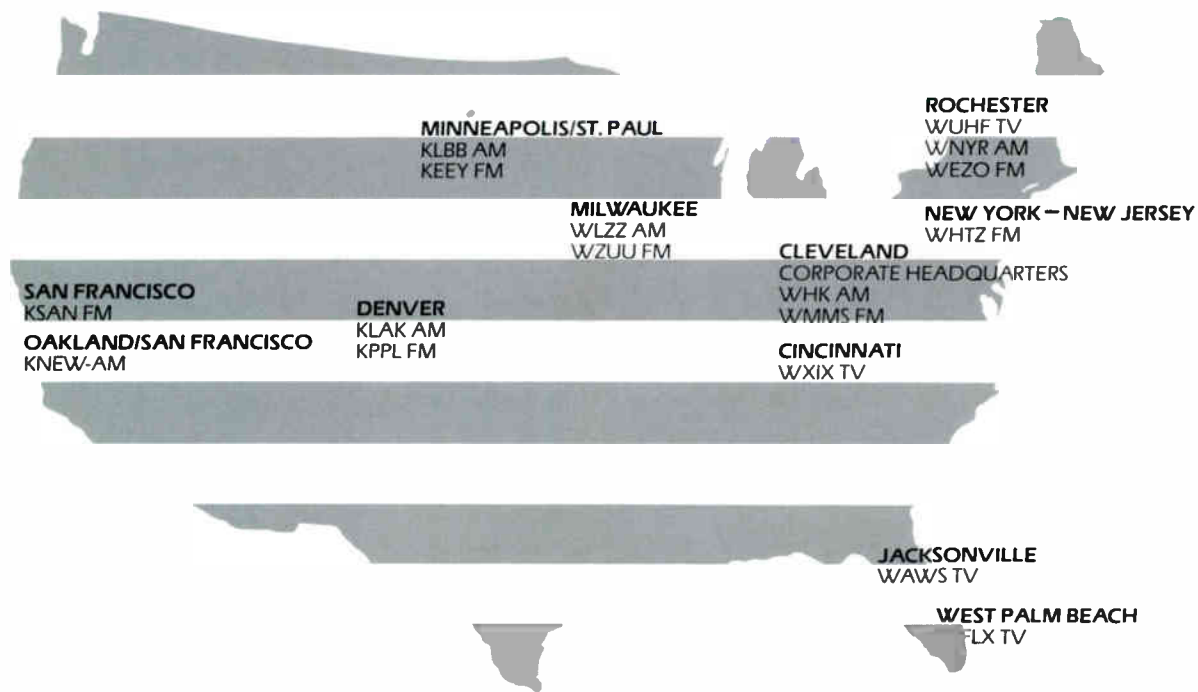 ROCHESTER
WUHF TV
WNYR AM
WEZO FM
MINNEAPOLIS/ST. PAUL
KLBB AM
KEEY FM
MILWAUKEE
WLZZ AM
WZUU FM
NEW YORK – NEW JERSEY
WHTZ FM
CLEVELAND
CORPORATE HEADQUARTERS
WHK AM
WMMS FM
SAN FRANCISCO
KSAN FM
DENVER
KLAK AM
KPPL FM
OAKLAND/SAN FRANCISCO
KNEW-AM
CINCINNATI
WXIX TV
JACKSONVILLE
WAWS TV
WEST PALM BEACH
FLX TV